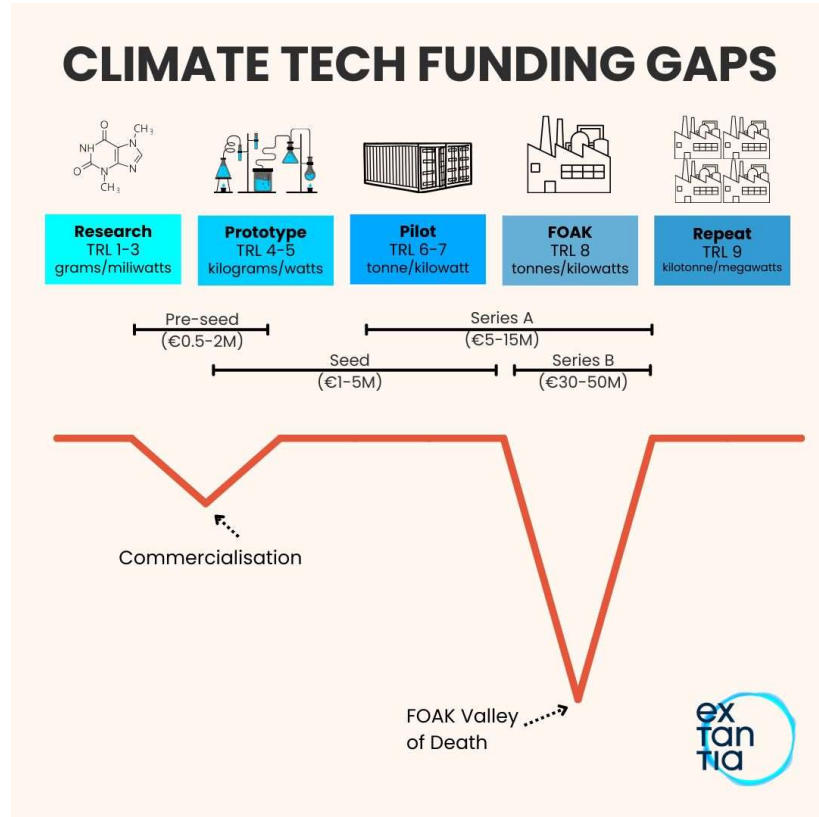 CLIMATE TECH FUNDING GAPS
O
CH₃
NH
N
O
N
N
CH₃
Research
TRL 1-3
grams/miliwatts
Prototype
TRL 4-5
kilograms/watts
Pilot
TRL 6-7
tonne/kilowatt
FOAK
TRL 8
tonnes/kilowatts
Repeat
TRL 9
kilotonne/megawatts
Pre-seed
(€0.5-2M)
Series A
(€5-15M)
Seed
(€1-5M)
Series B
(€30-50M)
Commercialisation
FOAK Valley
of Death
ex
tan
tia